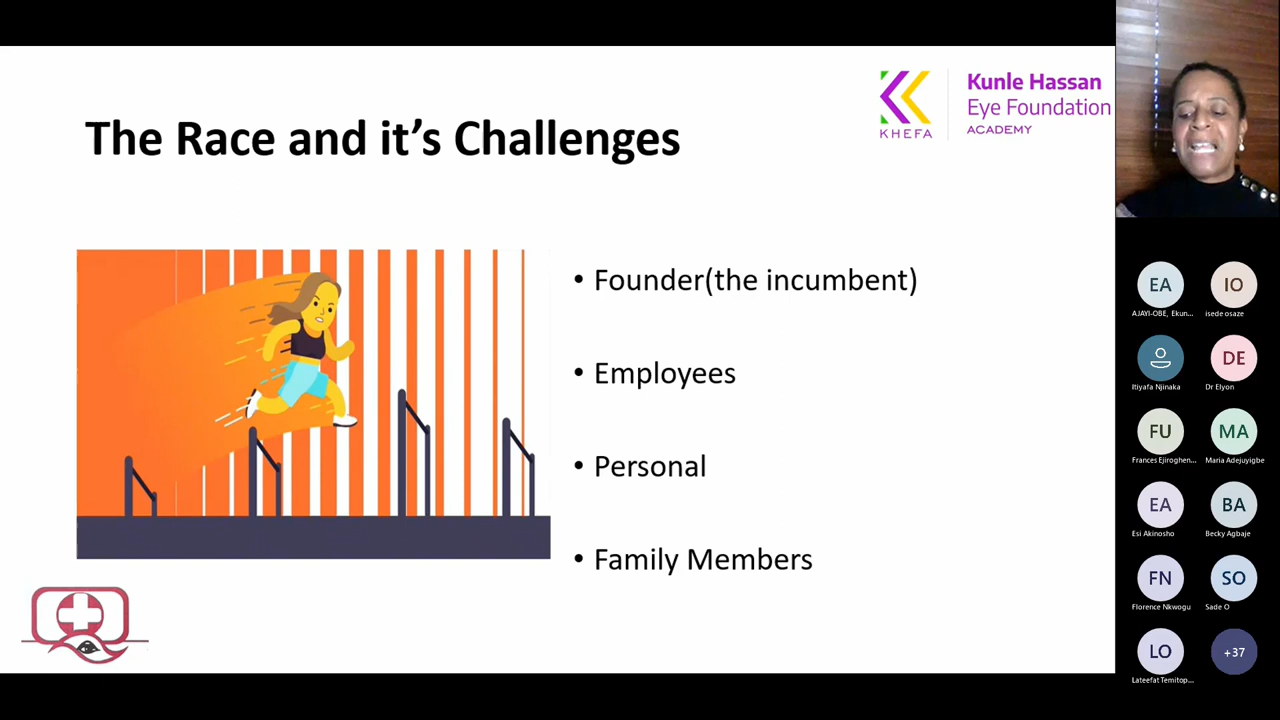 The Race and it's Challenges
KHEFA
Kunle Hassan
Eye Foundation
ACADEMY
• Founder(the incumbent)
• Employees
• Personal
• Family Members
EA
AJAYI-OBE, Ekun...
IO
isede osaze
Itiyafa Njinaka
DE
Dr Elyon
FU
Frances Ejiroghen...
MA
Maria Adejuyigbe
EA
Esi Akinosho
BA
Becky Agbaje
FN
Florence Nkwogu
SO
Sade O
LO
Lateefat Temitop...
+37